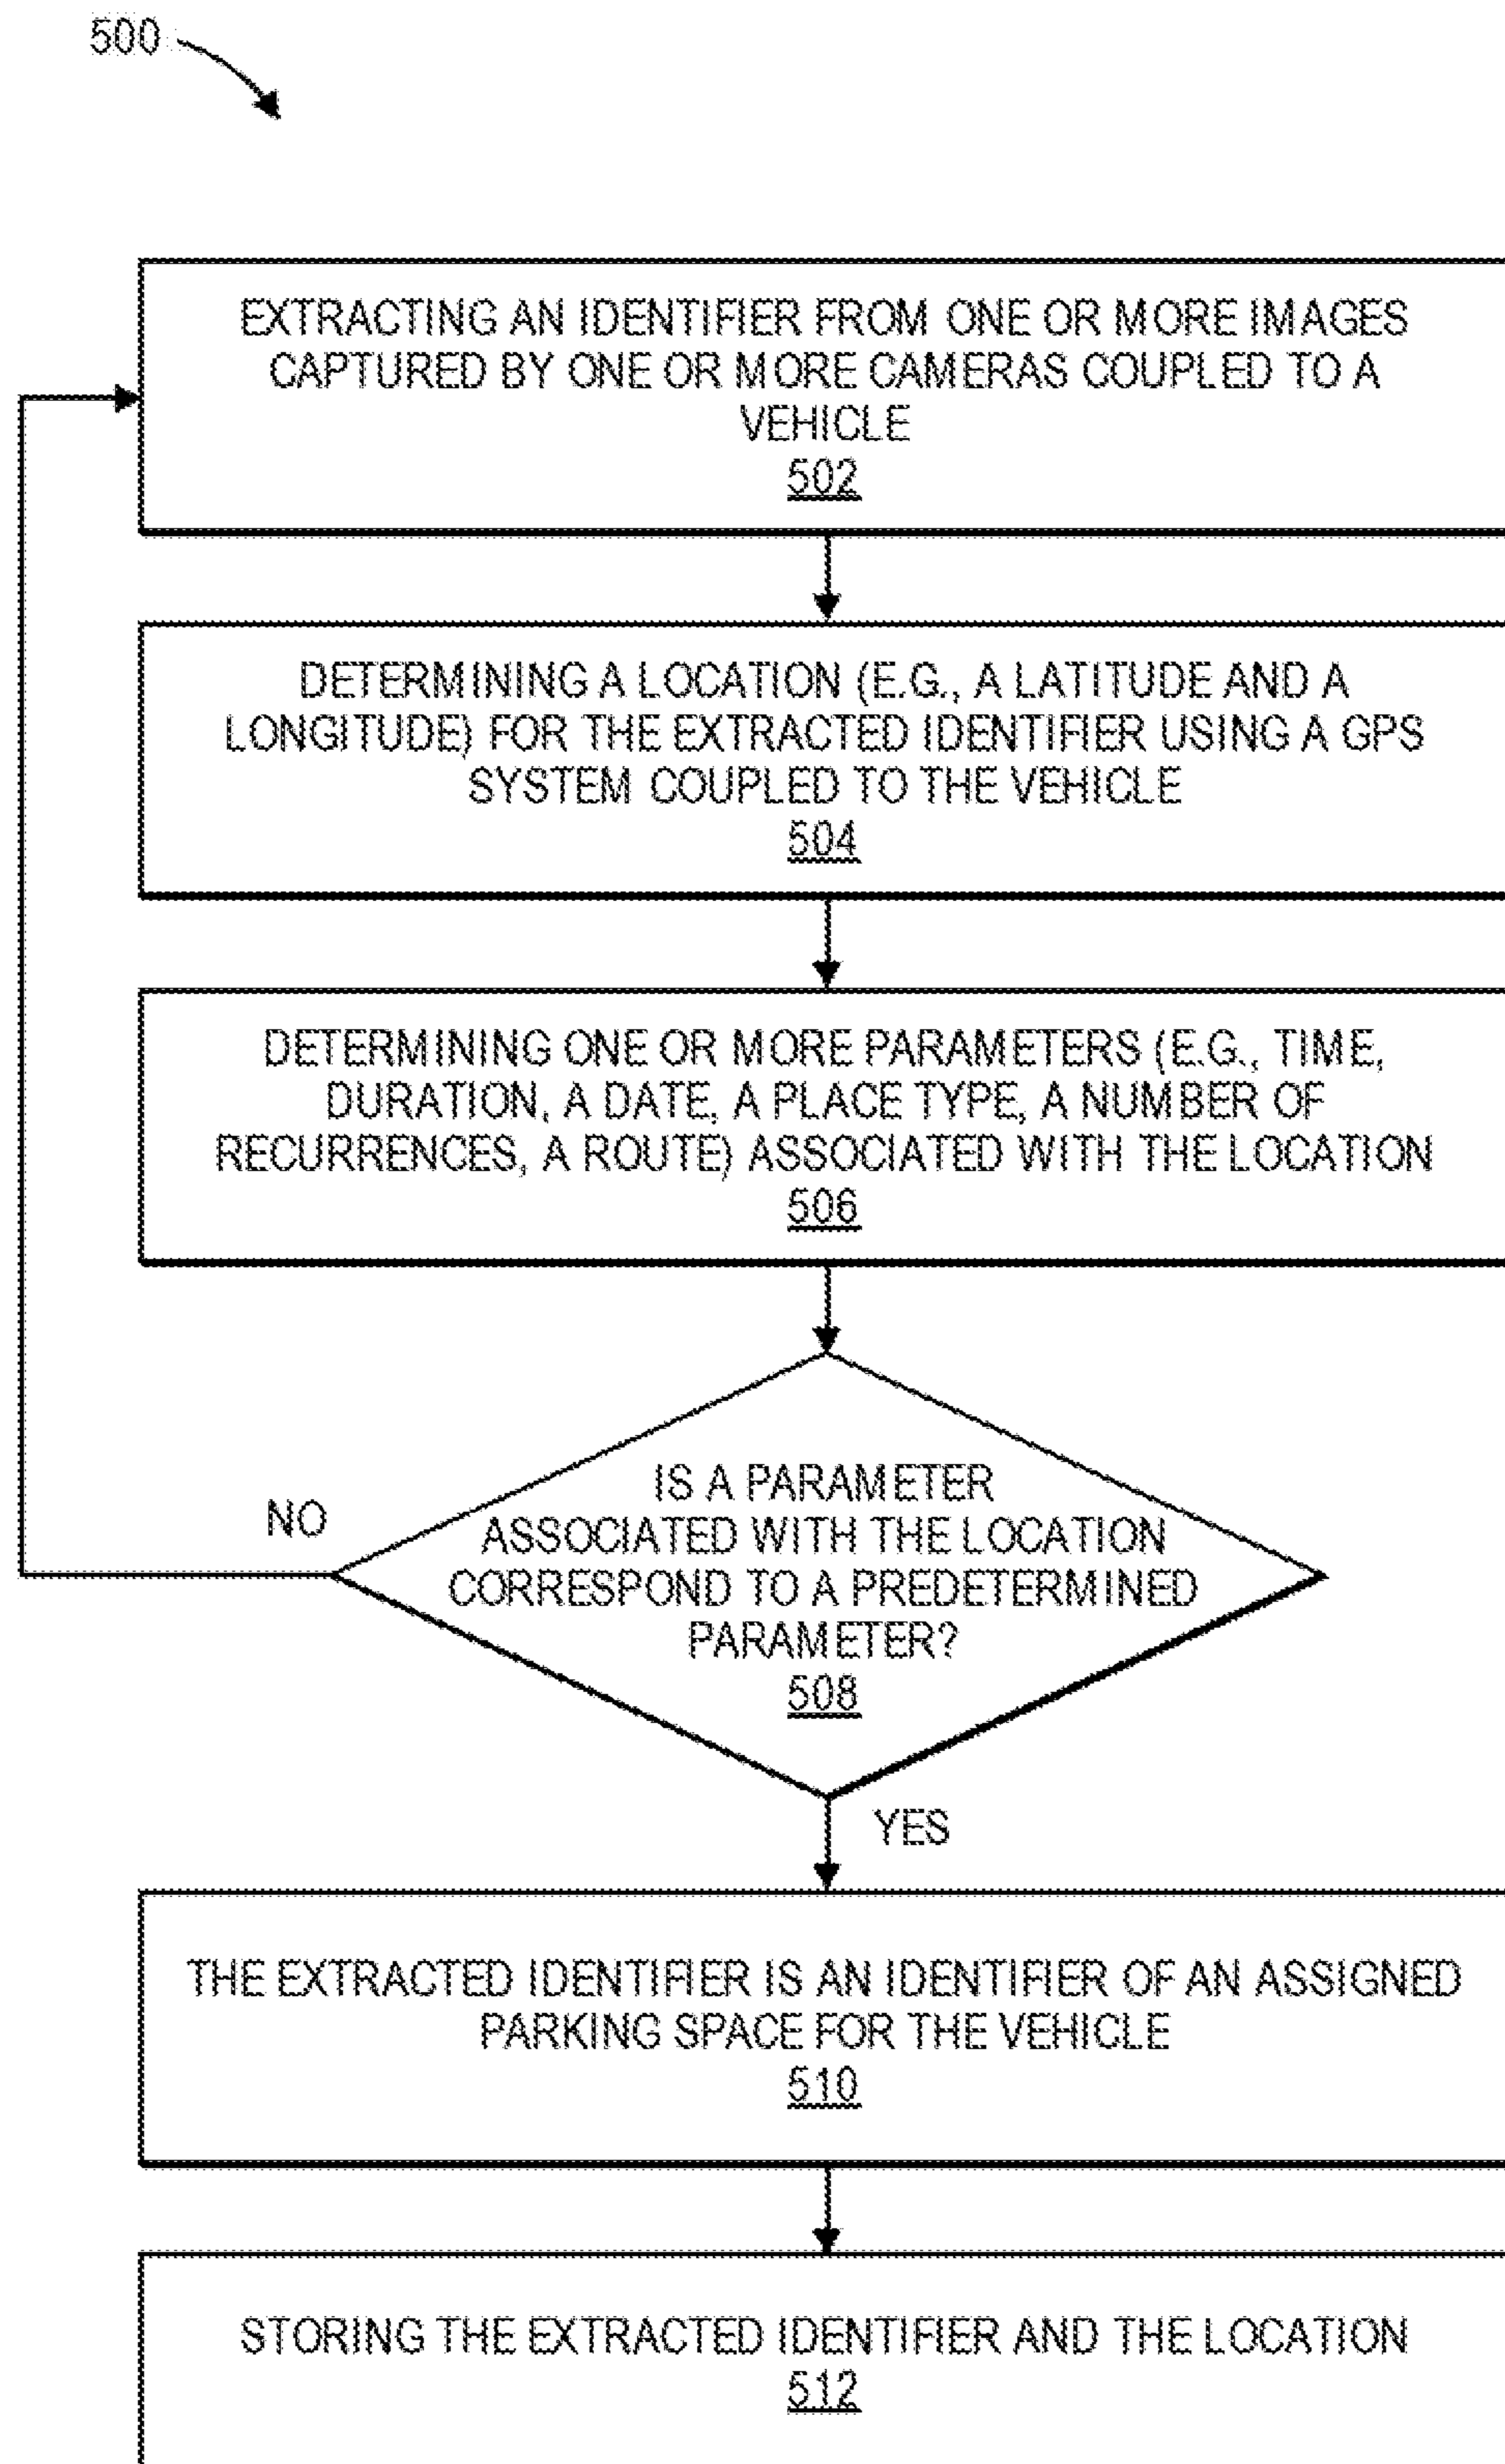 500
EXTRACTING AN IDENTIFIER FROM ONE OR MORE IMAGES
CAPTURED BY ONE OR MORE CAMERAS COUPLED TO A
VEHICLE
502
DETERMINING A LOCATION (E.G., A LATITUDE AND A
LONGITUDE) FOR THE EXTRACTED IDENTIFIER USING A GPS
SYSTEM COUPLED TO THE VEHICLE
504
DETERMINING ONE OR MORE PARAMETERS (E.G., TIME,
DURATION, A DATE, A PLACE TYPE, A NUMBER OF
RECURRENCES, A ROUTE) ASSOCIATED WITH THE LOCATION
506
IS A PARAMETER
ASSOCIATED WITH THE LOCATION
CORRESPOND TO A PREDETERMINED
PARAMETER?
508
NO
YES
THE EXTRACTED IDENTIFIER IS AN IDENTIFIER OF AN ASSIGNED
PARKING SPACE FOR THE VEHICLE
510
STORING THE EXTRACTED IDENTIFIER AND THE LOCATION
512